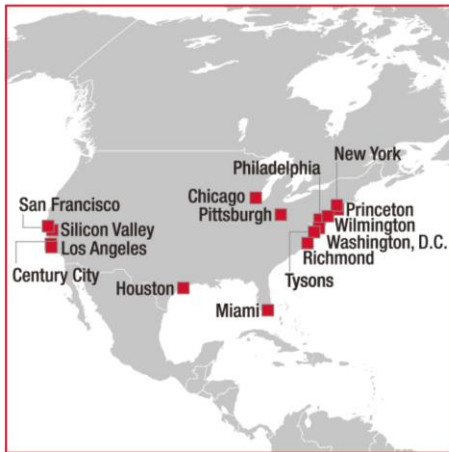 New York
Philadelphia
Chicago
Pittsburgh
Princeton
Wilmington
Washington, D.C.
Richmond
Tysons
San Francisco
Silicon Valley
Los Angeles
Century City
Houston
Miami